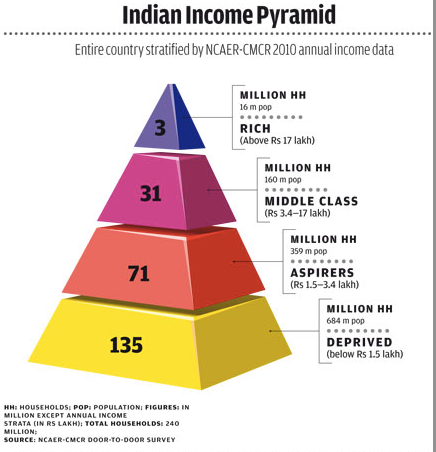 Indian Income Pyramid
Entire country stratified by NCAER-CMCR 2010 annual income data
3
MILLION HH
16 m pop
RICH
(Above Rs 17 lakh)
31
MILLION HH
160 m pop
MIDDLE CLASS
(Rs 3.4–17 lakh)
71
MILLION HH
359 m pop
ASPIRERS
(Rs 1.5–3.4 lakh)
135
MILLION HH
684 m pop
DEPRIVED
(below Rs 1.5 lakh)
HH: HOUSEHOLDS; POP: POPULATION; FIGURES: IN
MILLION EXCEPT ANNUAL INCOME
STRATA (IN RS LAKH); TOTAL HOUSEHOLDS: 240
MILLION;
SOURCE: NCAER-CMCR DOOR-TO-DOOR SURVEY